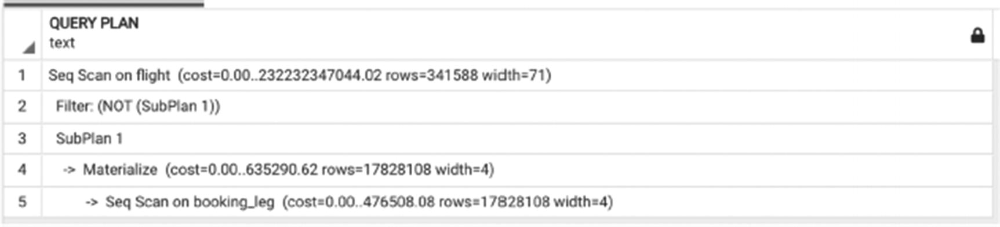 QUERY PLAN
text
1 Seq Scan on flight (cost=0.00..232232347044.02 rows=341588 width=71)
2 Filter: (NOT (SubPlan 1))
3 SubPlan 1
4 -> Materialize (cost=0.00..635290.62 rows=17828108 width=4)
5 -> Seq Scan on booking_leg (cost=0.00..476508.08 rows=17828108 width=4)